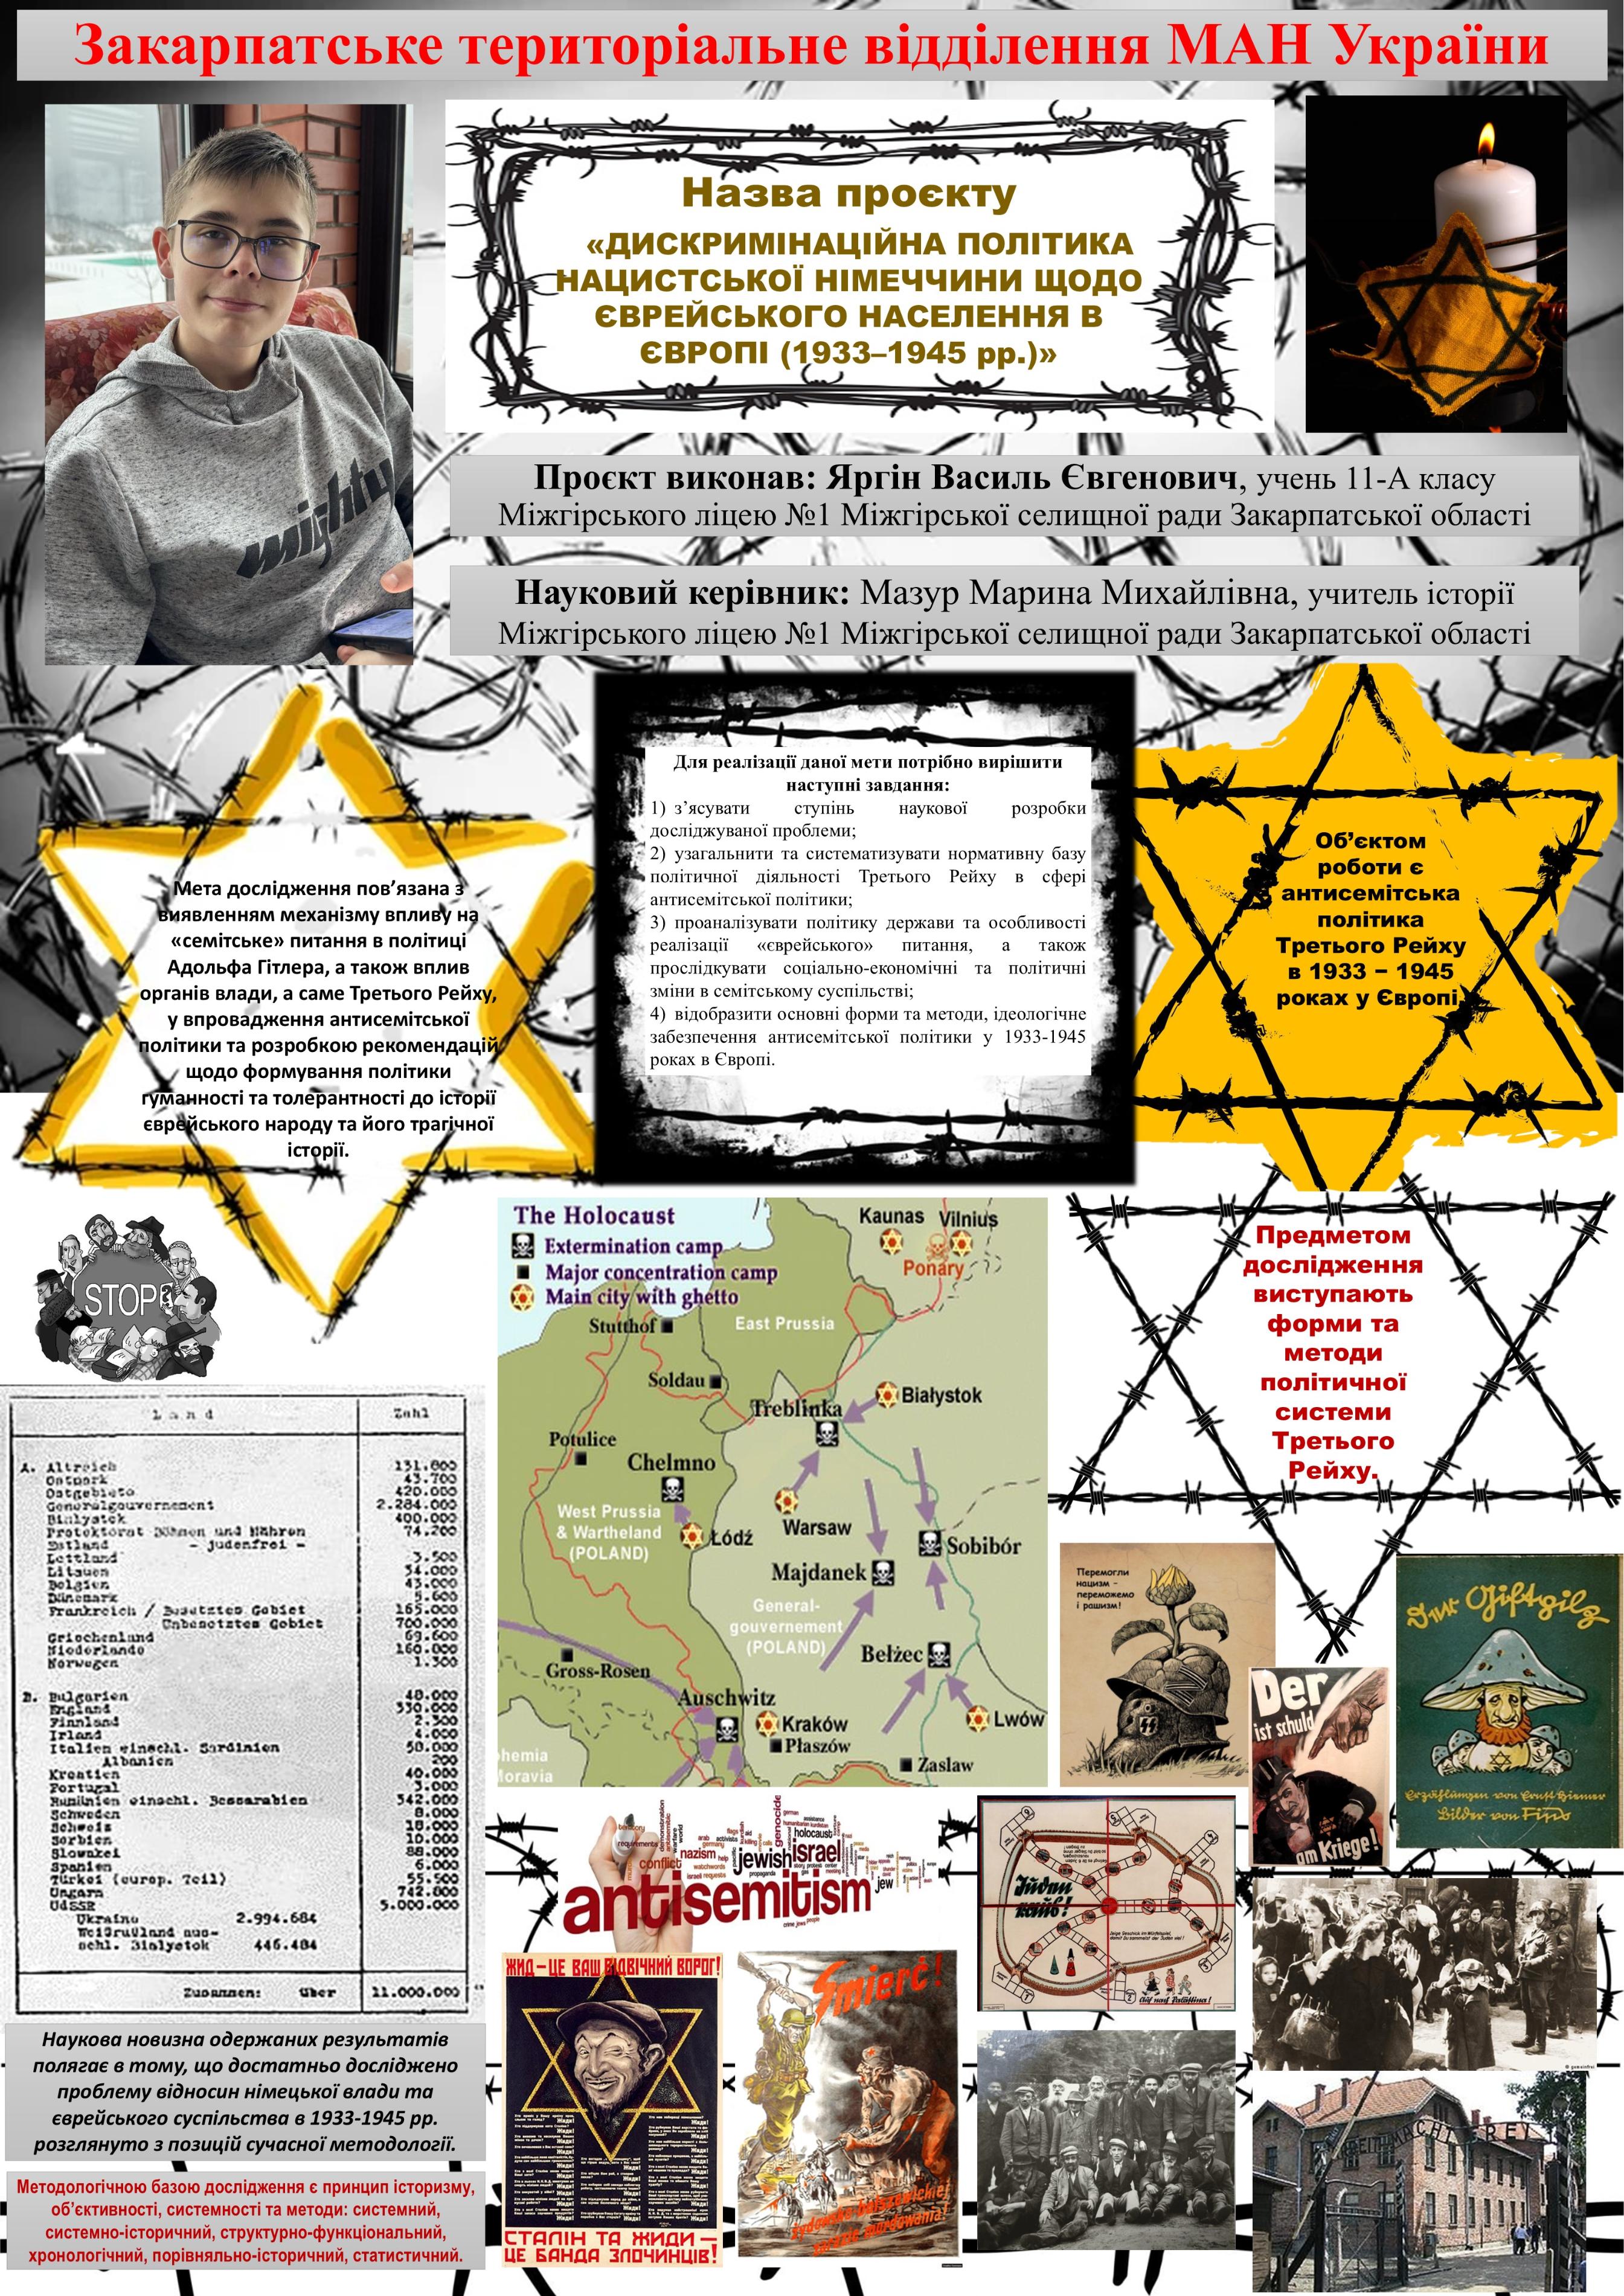 Закарпатське територіальне відділення МАН України
Назва проєкту
«ДИСКРИМІНАЦІЙНА ПОЛІТИКА
НАЦИСТСЬКОЇ НІМЕЧЧИНИ ЩОДО
ЄВРЕЙСЬКОГО НАСЕЛЕННЯ В
ЄВРОПІ (1933–1945 рр.)»
mighty
Проєкт виконав: Яргін Василь Євгенович, учень 11-А класу
Міжгірського ліцею №1 Міжгірської селищної ради Закарпатської області
Науковий керівник: Мазур Марина Михайлівна, учитель історії
Міжгірського ліцею №1 Міжгірської селищної ради Закарпатської області
Мета дослідження пов’язана з
виявленням механізму впливу на
«семітське» питання в політиці
Адольфа Гітлера, а також вплив
органів влади, а саме Третього Рейху,
у впровадження антисемітської
політики та розробкою рекомендацій
щодо формування політики
гуманності та толерантності до історії
єврейського народу та його трагічної
історії.
Для реалізації даної мети потрібно вирішити
наступні завдання:
1) з’ясувати ступінь наукової розробки
досліджуваної проблеми;
2) узагальнити та систематизувати нормативну базу
політичної діяльності Третього Рейху в сфері
антисемітської політики;
3) проаналізувати політику держави та особливості
реалізації «єврейського» питання, а також
прослідкувати соціально-економічні та політичні
зміни в семітському суспільстві;
4) відобразити основні форми та методи, ідеологічне
забезпечення антисемітської політики у 1933-1945
роках в Європі.
Об’єктом
роботи є
антисемітська
політика
Третього Рейху
в 1933 – 1945
роках у Європі
Предметом
дослідження
виступають
форми та
методи
політичної
системи
Третього
Рейху.
STOP
The Holocaust
Extermination camp
Major concentration camp
Main city with ghetto
Kaunas Vilnius
Ponary
Stutthof
East Prussia
Soldau
Białystok
Treblinka
Potulice
Chelmno
West Prussia
& Wartheland
(POLAND)
Łódź
Warsaw
Sobibór
Majdanek
General-
gouvernement
(POLAND)
Bełżec
Gross-Rosen
Auschwitz
Kraków
Płaszów
Lwów
Zaslaw
hemia
Moravia
Land Zahl
A. Altreich 131.800
Ostmark 43.700
Ostgebiete 420.000
Generalgouvernement 2.284.000
Bialystok 400.000
Protektorat Böhmen und Mähren 74.200
Estland - judenfrei -
Lettland 3.500
Litauen 34.000
Belgien 43.000
Dänemark 5.600
Frankreich / Besetztes Gebiet 165.000
Unbesetztes Gebiet 700.000
Griechenland 69.600
Niederlande 160.800
Norwegen 1.300
B. Bulgarien 48.000
England 330.000
Finnland 2.300
Irland 4.000
Italien einschl. Sardinien 58.000
Albanien 200
Kroatien 40.000
Portugal 3.000
Rumänien einschl. Bessarabien 342.000
Schweden 8.000
Schweiz 18.000
Serbien 10.000
Slowakei 88.000
Spanien 6.000
Türkei (europ. Teil) 55.500
Ungarn 742.800
UdSSR 5.000.000
Ukraine 2.994.684
Weißrußland aus-
schl. Bialystok 446.484
Zusammen: über 11.000.000
Перемогли
нацизм –
переможемо
і рашизм!
Der
ist schuld
am Kriege!
Der Giftpilz
Erzählungen von Ernst Hiemer
Bilder von Fips
territory
requirements
conflict
nazism
genocide
holocaust
jewish
israel
antisemitism
jew
Juden
raus!
Auf nach Palästina!
ЖИД – ЦЕ ВАШ ВІДВІЧНИЙ ВОРОГ!
СТАЛІН ТА ЖИДИ –
ЦЕ БАНДА ЗЛОЧИНЦІВ!
Śmierć!
ARBEIT MACHT FREI
Наукова новизна одержаних результатів
полягає в тому, що достатньо досліджено
проблему відносин німецької влади та
єврейського суспільства в 1933-1945 рр.
розглянуто з позицій сучасної методології.
Методологічною базою дослідження є принцип історизму,
об’єктивності, системності та методи: системний,
системно-історичний, структурно-функціональний,
хронологічний, порівняльно-історичний, статистичний.